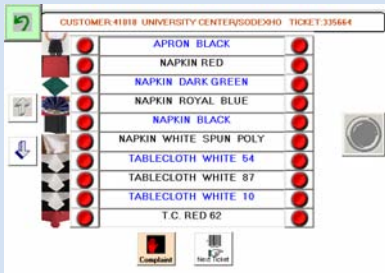 CUSTOMER:41818 UNIVERSITY CENTER/SODEXHO TICKET:335664
APRON BLACK
NAPKIN RED
NAPKIN DARK GREEN
NAPKIN ROYAL BLUE
NAPKIN BLACK
NAPKIN WHITE SPUN POLY
TABLECLOTH WHITE 54
TABLECLOTH WHITE 87
TABLECLOTH WHITE 10
T.C. RED 62
Complaint
Next Ticket